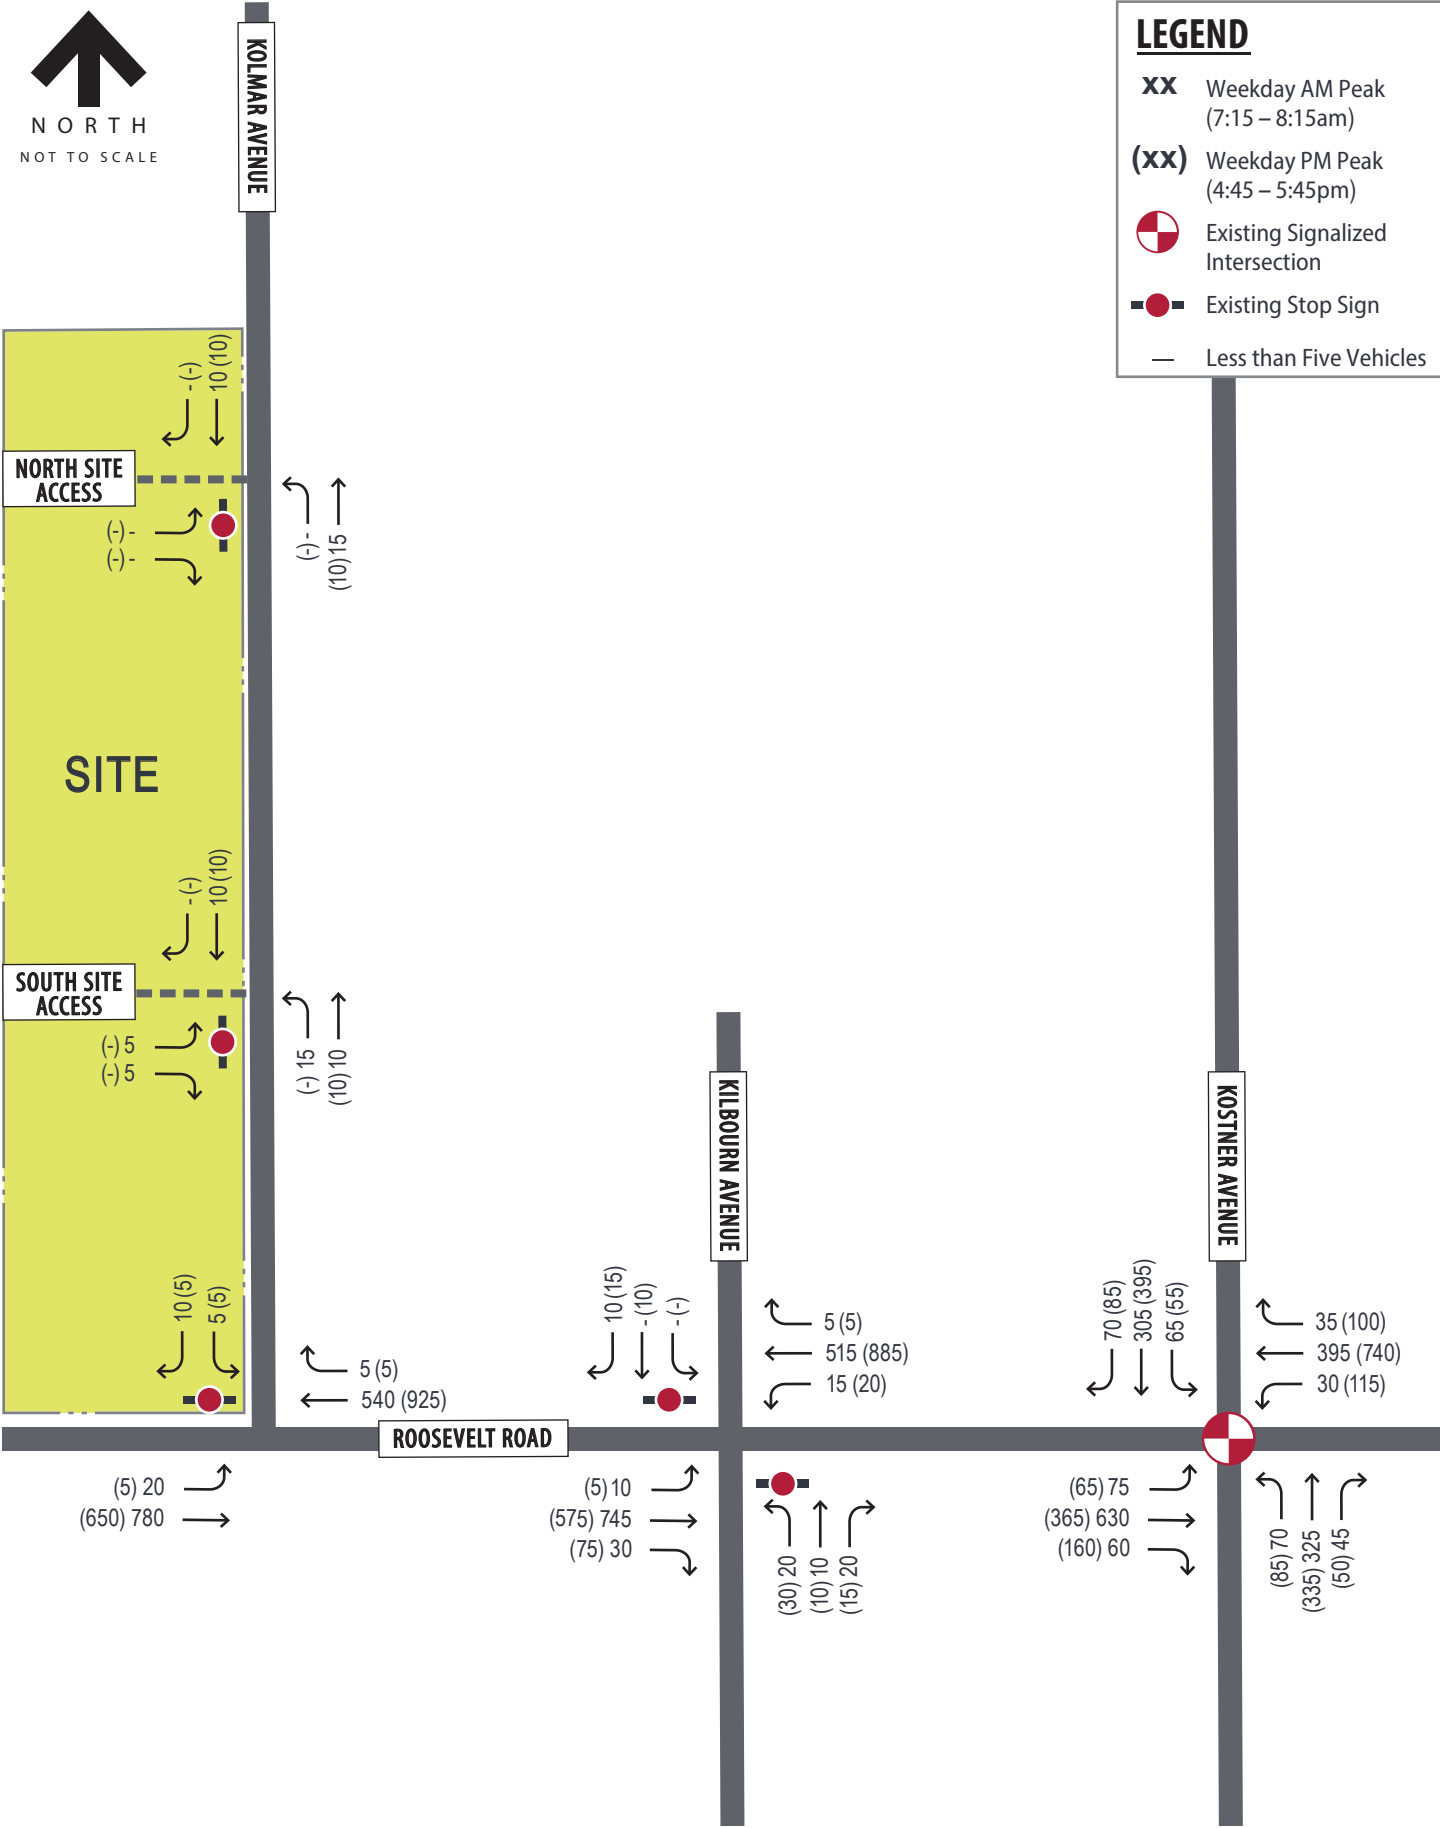 NORTH
NOT TO SCALE
KOLMAR AVENUE
LEGEND
xx Weekday AM Peak
(7:15 – 8:15am)
(xx) Weekday PM Peak
(4:45 – 5:45pm)
Existing Signalized
Intersection
Existing Stop Sign
— Less than Five Vehicles
- (-)
10 (10)
NORTH SITE
ACCESS
(-) -
(-) -
(-) -
(10) 15
SITE
- (-)
10 (10)
SOUTH SITE
ACCESS
(-) 5
(-) 5
(-) 15
(10) 10
KILBOURN AVENUE
KOSTNER AVENUE
10 (5)
5 (5)
5 (5)
540 (925)
10 (15)
- (10)
- (-)
5 (5)
515 (885)
15 (20)
70 (85)
305 (395)
65 (55)
35 (100)
395 (740)
30 (115)
ROOSEVELT ROAD
(5) 20
(650) 780
(5) 10
(575) 745
(75) 30
(30) 20
(10) 10
(15) 20
(65) 75
(365) 630
(160) 60
(85) 70
(335) 325
(50) 45